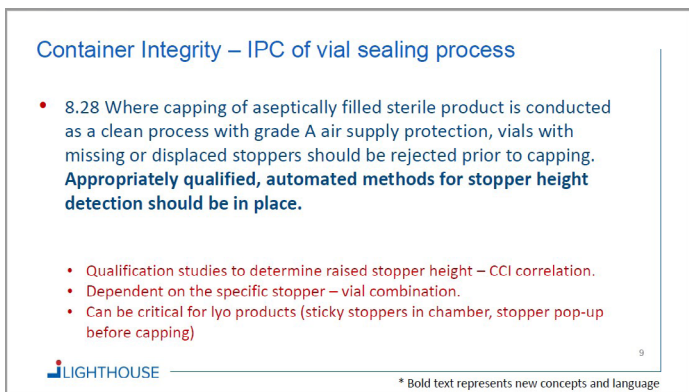 Container Integrity – IPC of vial sealing process
• 8.28 Where capping of aseptically filled sterile product is conducted
as a clean process with grade A air supply protection, vials with
missing or displaced stoppers should be rejected prior to capping.
Appropriately qualified, automated methods for stopper height
detection should be in place.
• Qualification studies to determine raised stopper height – CCI correlation.
• Dependent on the specific stopper – vial combination.
• Can be critical for lyo products (sticky stoppers in chamber, stopper pop-up
before capping)
9
LIGHTHOUSE
* Bold text represents new concepts and language